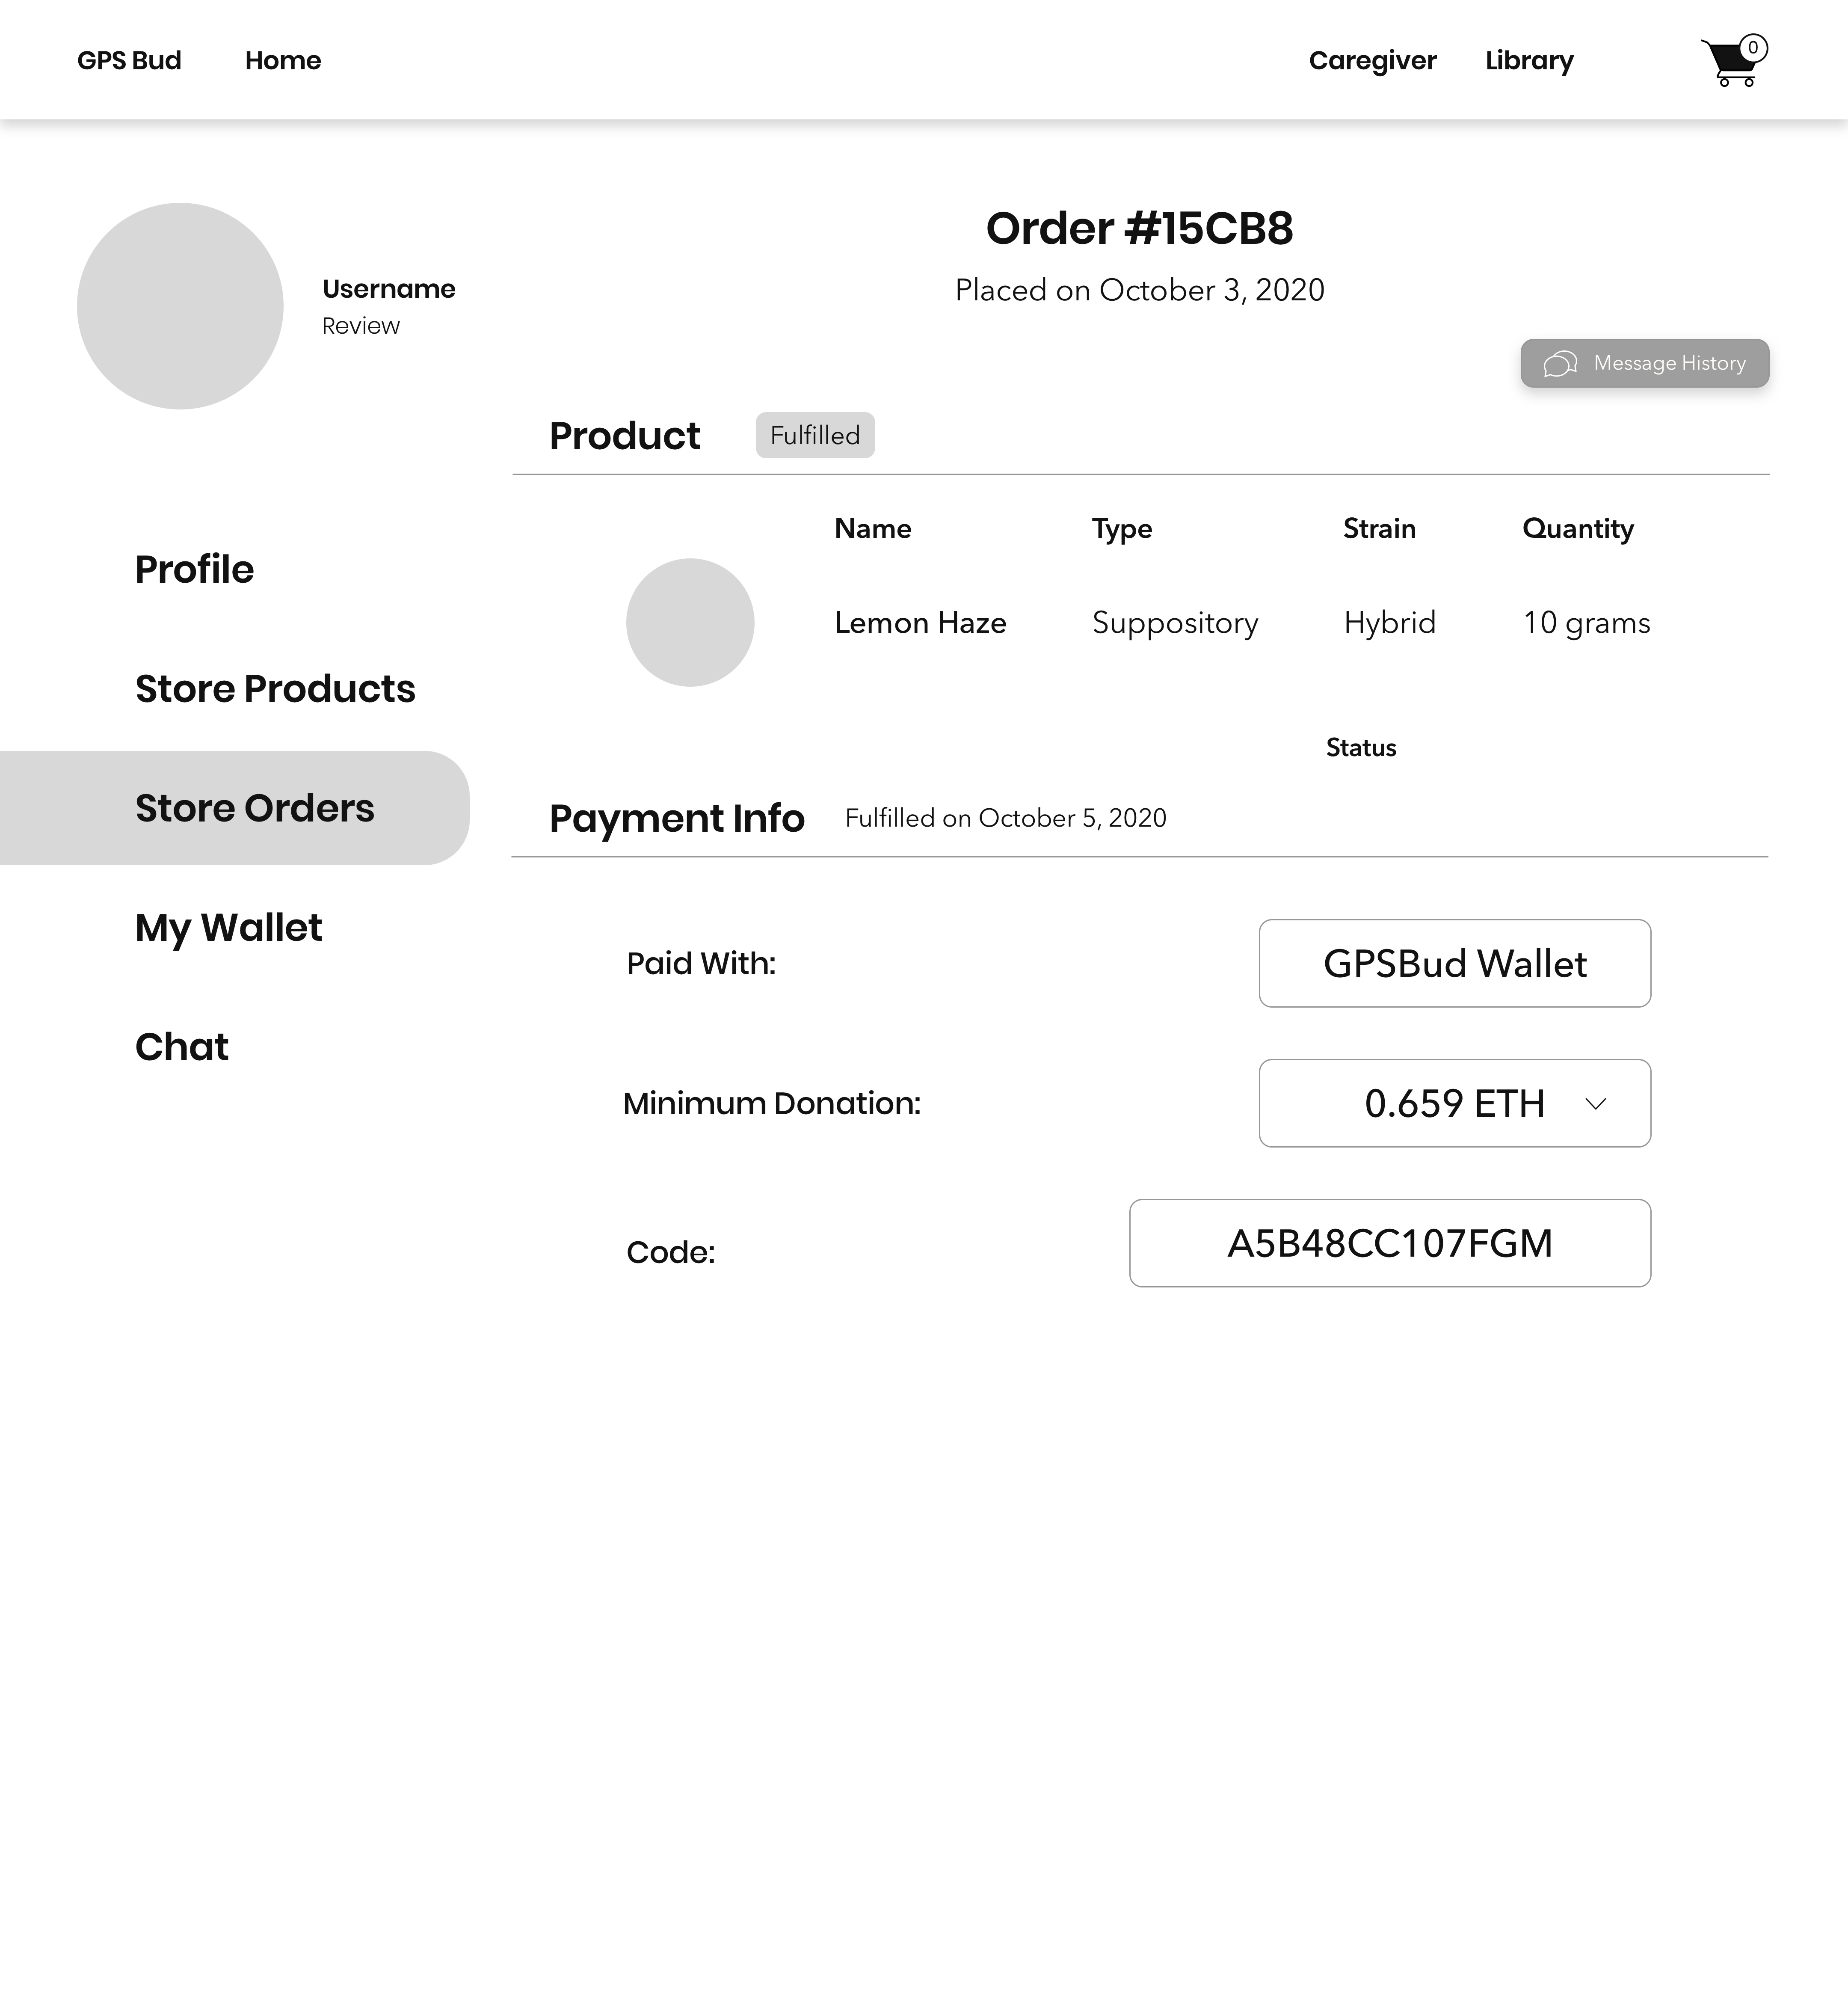 GPS Bud Home Caregiver Library 0
Order #15CB8
Placed on October 3, 2020
Username
Review
Message History
Product Fulfilled
Name Type Strain Quantity
Lemon Haze Suppository Hybrid 10 grams
Profile
Store Products
Store Orders
My Wallet
Chat
Status
Payment Info Fulfilled on October 5, 2020
Paid With: GPSBud Wallet
Minimum Donation: 0.659 ETH
Code: A5B48CC107FGM